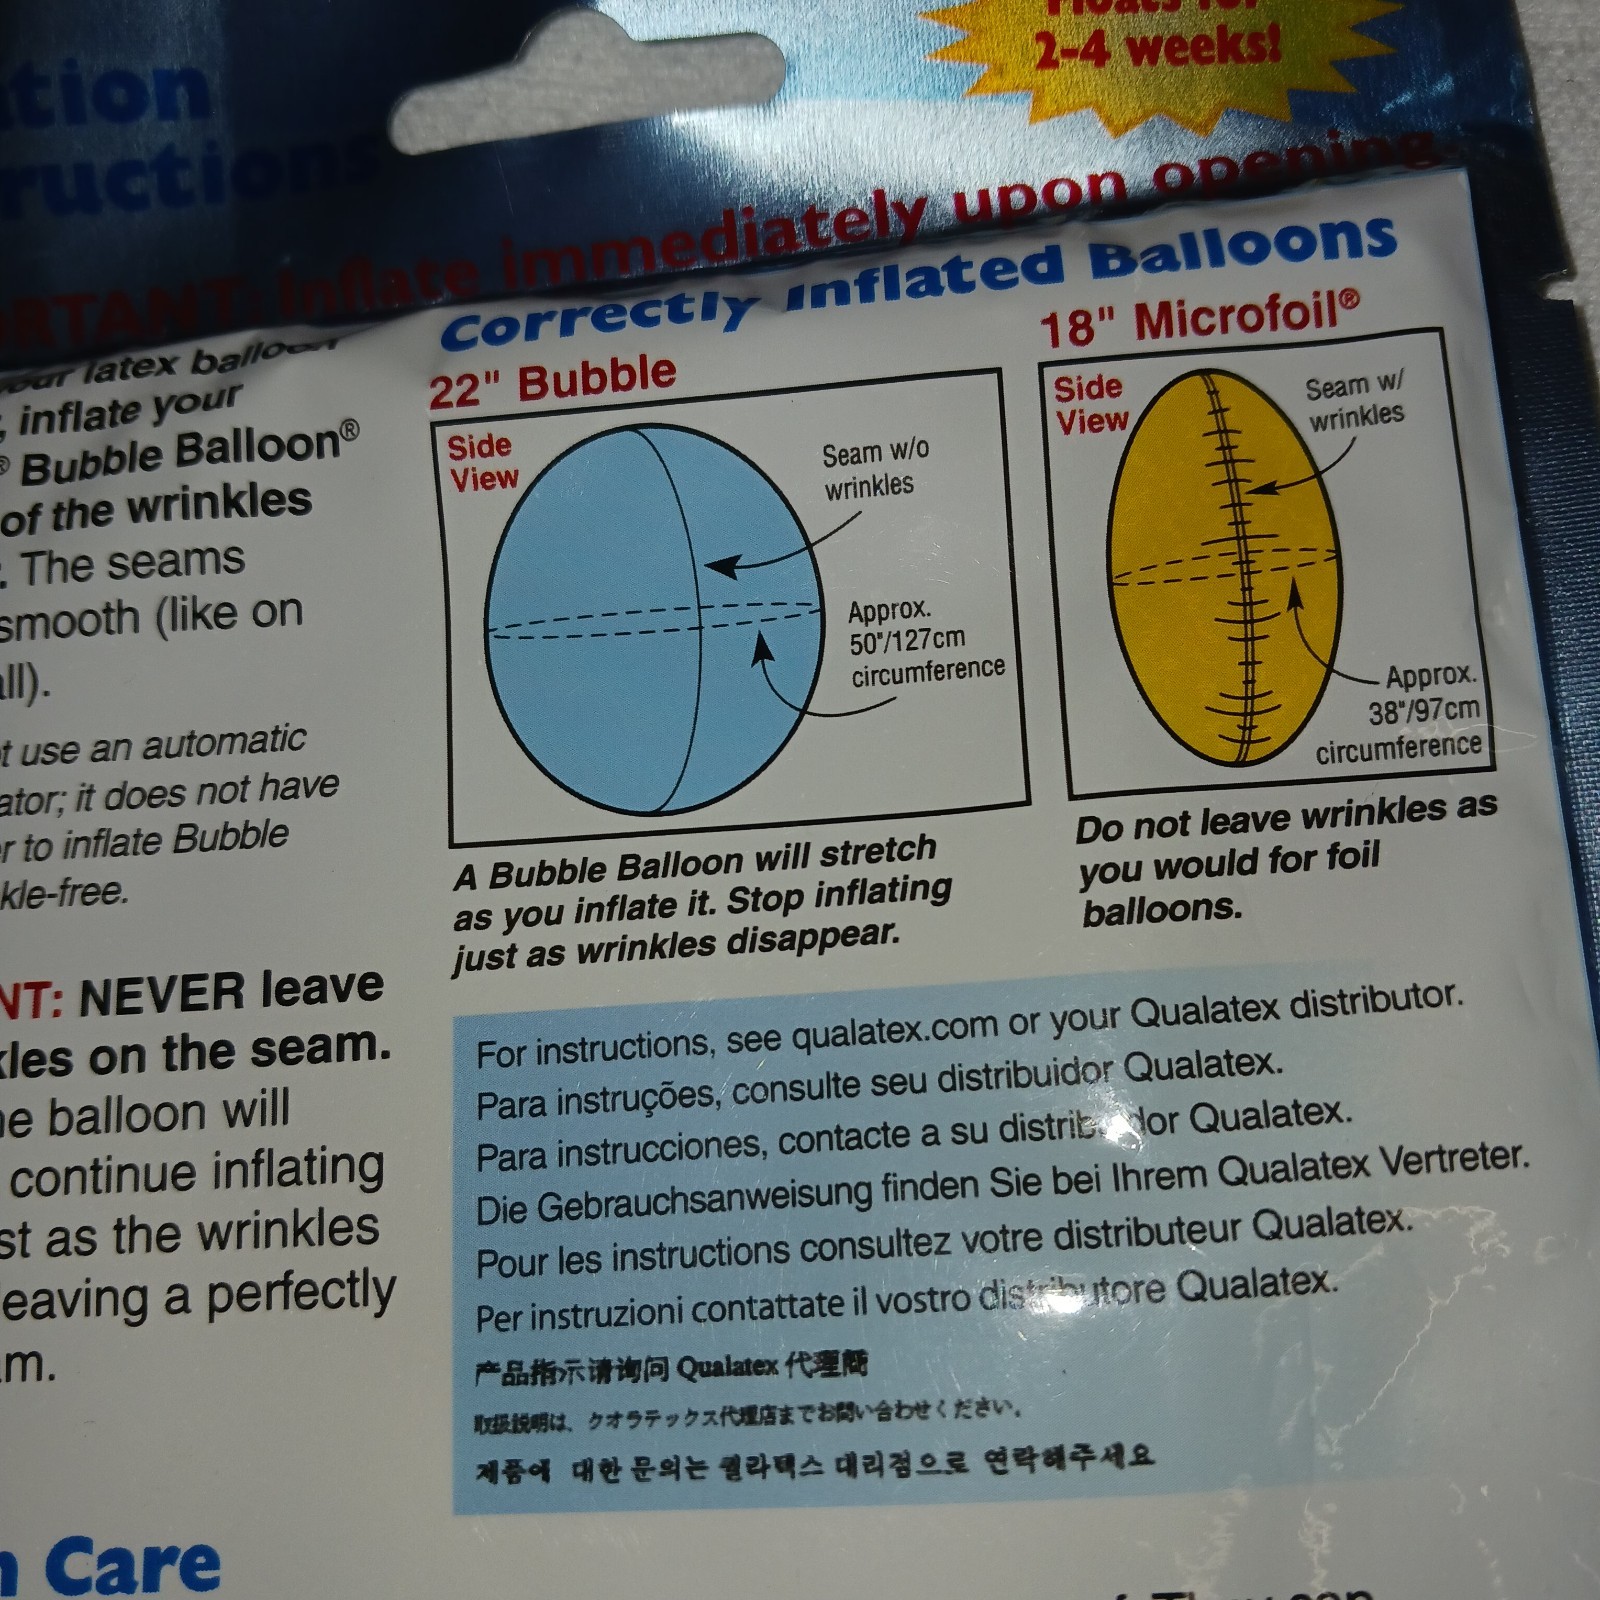 2-4 weeks!
Inflate immediately upon opening
Correctly Inflated Balloons
your latex balloon
inflate your
® Bubble Balloon®
of the wrinkles
. The seams
smooth (like on
use an automatic
; it does not have
to inflate Bubble
-free.
NEVER leave
on the seam.
balloon will
continue inflating
as the wrinkles
leaving a perfectly
22" Bubble
Side
View
Seam w/o
wrinkles
Approx.
50"/127cm
circumference
A Bubble Balloon will stretch
as you inflate it. Stop inflating
just as wrinkles disappear.
18" Microfoil®
Side
View
Seam w/
wrinkles
Approx.
38"/97cm
circumference
Do not leave wrinkles as
you would for foil
balloons.
For instructions, see qualatex.com or your Qualatex distributor.
Para instruções, consulte seu distribuidor Qualatex.
Para instrucciones, contacte a su Qualatex.
Die Gebrauchsanweisung finden Sie bei Ihrem Qualatex Vertreter.
Pour les instructions consultez votre distributeur Qualatex.
Per instruzioni contattate il vostro distributore Qualatex.
产品指示请询问 Qualatex 代理
取扱説明は、クオラテックス代理店までお問い合わせください。
제품에 대한 문의는 퀄라텍스 대리점으로 연락해주세요
Care